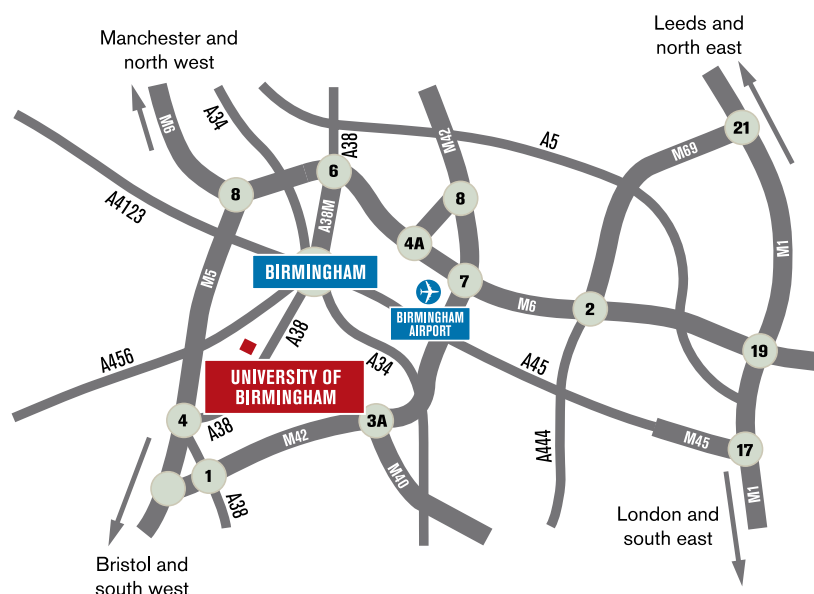 Manchester and
north west
Leeds and
north east
M6
A34
A38
M42
A5
21
M69
A4123
8
6
8
A38M
4A
M1
M5
BIRMINGHAM
7
M6
2
BIRMINGHAM
AIRPORT
A38
19
A456
A34
A45
UNIVERSITY OF
BIRMINGHAM
4
A38
3A
M42
M45
17
A444
1
M40
A38
M1
London and
south east
Bristol and
south west